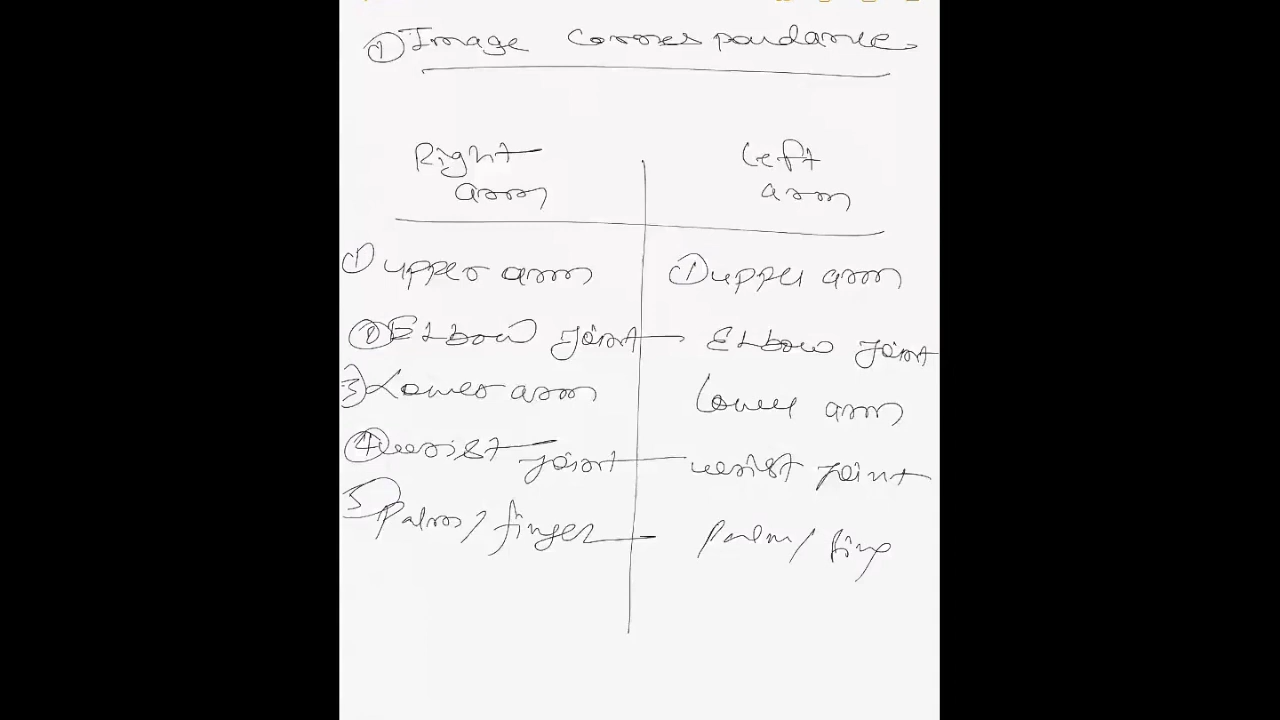 ① Image Correspondance
Right Left
arm arm
① upper arm ① upper arm
② Elbow Joint Elbow Joint
③ Lower arm Lower arm
④ wrist Joint wrist joint
⑤ Palm/finger palm/fing